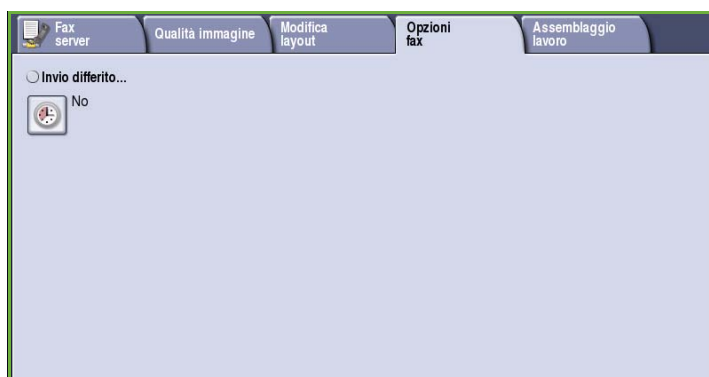 Fax
server
Qualità immagine
Modifica
layout
Opzioni
fax
Assemblaggio
lavoro
Invio differito...
No